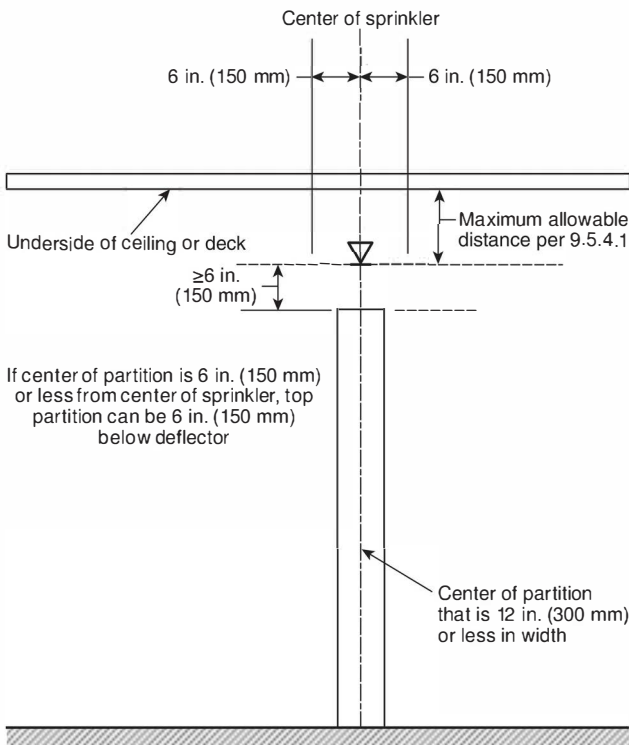 Center of sprinkler
6 in. (150 mm)
6 in. (150 mm)
Underside of ceiling or deck
Maximum allowable
distance per 9.5.4.1
≥6 in.
(150 mm)
If center of partition is 6 in. (150 mm)
or less from center of sprinkler, top
partition can be 6 in. (150 mm)
below deflector
Center of partition
that is 12 in. (300 mm)
or less in width